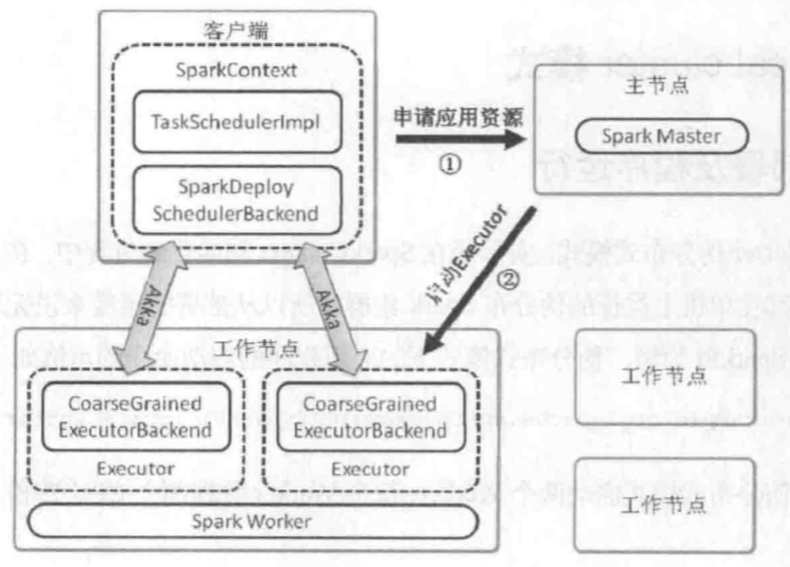 客户端
SparkContext
TaskSchedulerImpl
SparkDeploy
SchedulerBackend
申请应用资源
①
主节点
Spark Master
启动Executor
②
Akka
Akka
工作节点
CoarseGrained
ExecutorBackend
Executor
CoarseGrained
ExecutorBackend
Executor
Spark Worker
工作节点
工作节点